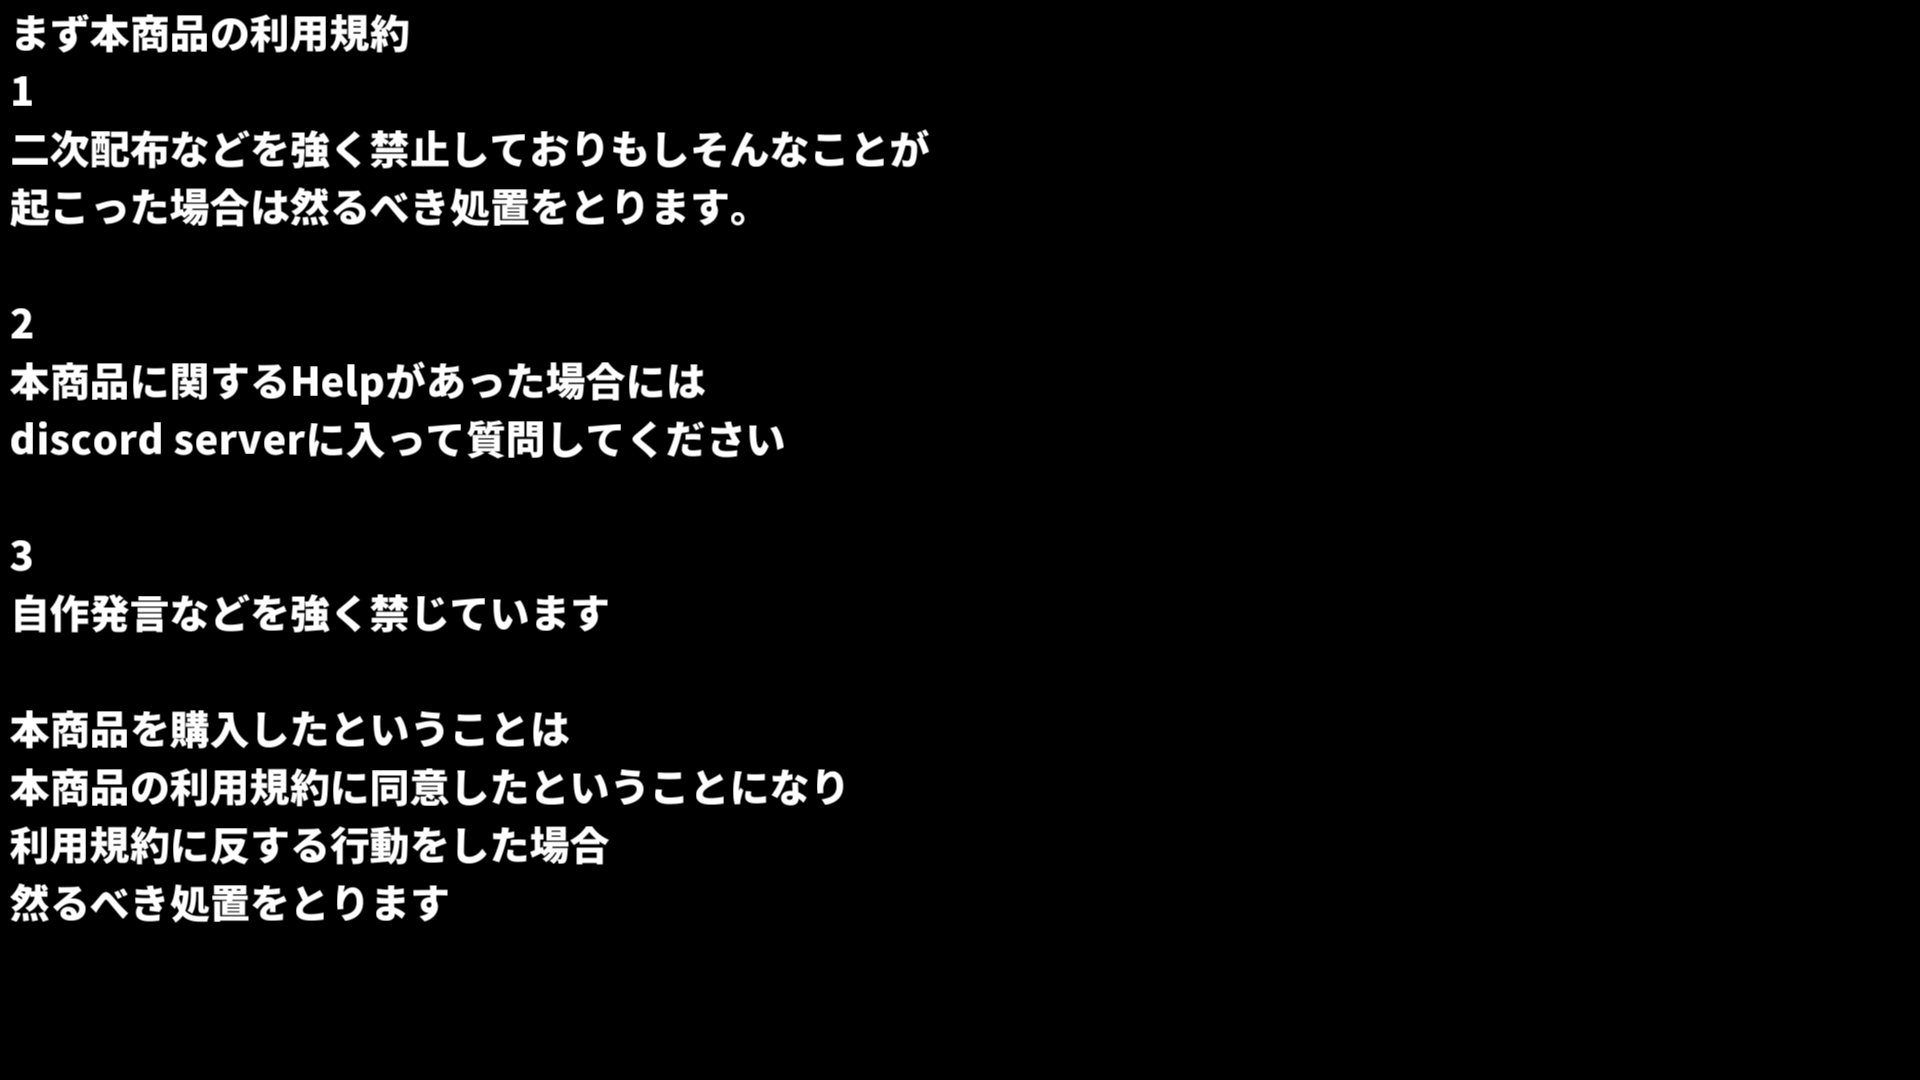 まず本商品の利用規約
1
二次配布などを強く禁止しておりもしそんなことが
起こった場合は然るべき処置をとります。
2
本商品に関するHelpがあった場合には
discord serverに入って質問してください
3
自作発言などを強く禁じています
本商品を購入したということは
本商品の利用規約に同意したということになり
利用規約に反する行動をした場合
然るべき処置をとります